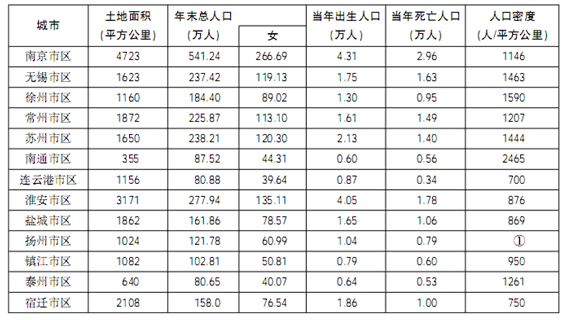 城市 土地面积 年末总人口 当年出生人口 当年死亡人口 人口密度
(平方公里) (万人) 女 (万人) (万人) (人/平方公里)
南京市区 4723 541.24 266.69 4.31 2.96 1146
无锡市区 1623 237.42 119.13 1.75 1.63 1463
徐州市区 1160 184.40 89.02 1.30 0.95 1590
常州市区 1872 225.87 113.10 1.61 1.49 1207
苏州市区 1650 238.21 120.30 2.13 1.40 1444
南通市区 355 87.52 44.31 0.60 0.56 2465
连云港市区 1156 80.88 39.64 0.87 0.34 700
淮安市区 3171 277.94 135.11 4.05 1.78 876
盐城市区 1862 161.86 78.57 1.65 1.06 869
扬州市区 1024 121.78 60.99 1.04 0.79 ①
镇江市区 1082 102.81 50.81 0.79 0.60 950
泰州市区 640 80.65 40.07 0.64 0.53 1261
宿迁市区 2108 158.0 76.54 1.86 1.00 750